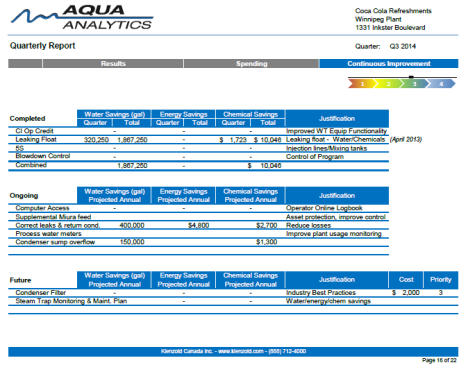 AQUA
ANALYTICS
Coca Cola Refreshments
Winnipeg Plant
1331 Inkster Boulevard
Quarterly Report
Quarter: Q3 2014
Results Spending Continuous Improvement
1 2 3 4
Completed Water Savings (gal) Energy Savings Chemical Savings Justification
Quarter Total Quarter Total Quarter Total
CI Op Credit - - - Improved WT Equip Functionality
Leaking Float 320,250 1,867,250 - $ 1,723 $ 10,046 Leaking float - Water/Chemicals (April 2013)
5S - - - Injection lines/Mixing tanks
Blowdown Control - - - Control of Program
Combined 1,867,250 - $ 10,046
Ongoing Water Savings (gal) Energy Savings Chemical Savings Justification
Projected Annual Projected Annual Projected Annual
Computer Access - - - Operator Online Logbook
Supplemental Miura feed Asset protection, improve control
Correct leaks & return cond. 400,000 $4,800 $2,700 Reduce losses
Process water meters Improve plant usage monitoring
Condenser sump overflow 150,000 $1,300
Future Water Savings (gal) Energy Savings Chemical Savings Justification Cost Priority
Projected Annual Projected Annual Projected Annual
Condenser Filter - - - Industry Best Practices $ 2,000 3
Steam Trap Monitoring & Maint. Plan - - - Water/energy/chem savings
Klenzoid Canada Inc. - www.klenzoid.com - (888) 712-4000
Page 16 of 22